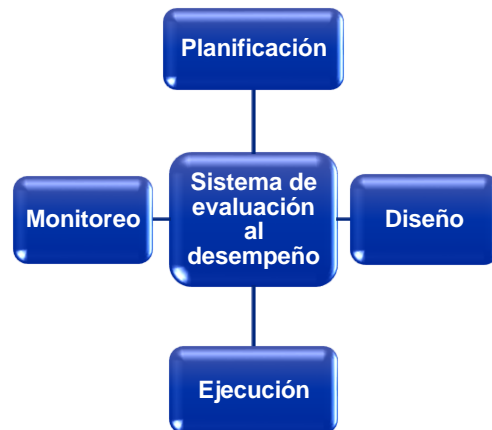 Planificación
Sistema de
evaluación
al
desempeño
Monitoreo
Diseño
Ejecución